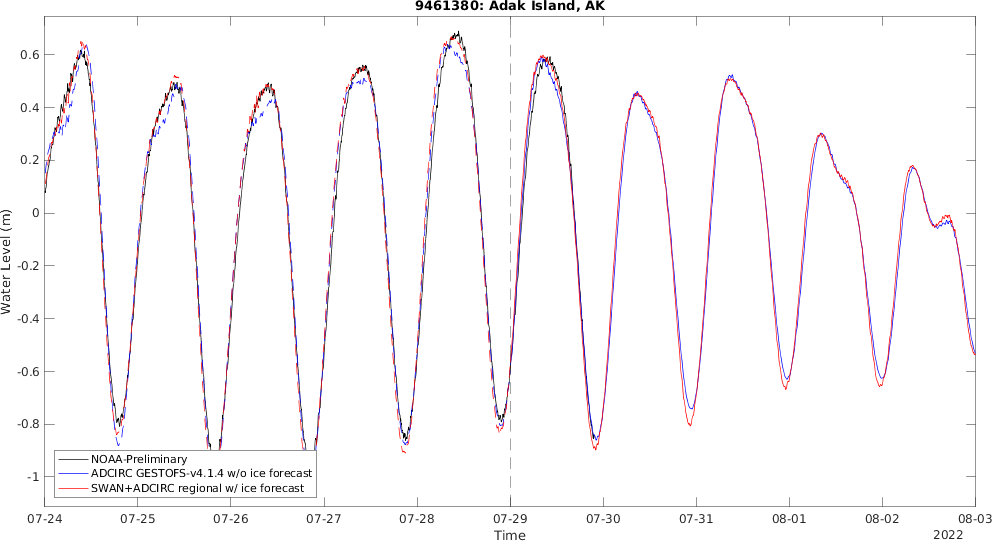 9461380: Adak Island, AK
0.6
0.4
0.2
0
-0.2
-0.4
-0.6
-0.8
-1
Water Level (m)
NOAA-Preliminary
ADCIRC GESTOFS-v4.1.4 w/o ice forecast
SWAN+ADCIRC regional w/ ice forecast
07-24 07-25 07-26 07-27 07-28 07-29 07-30 07-31 08-01 08-02 08-03
Time
2022